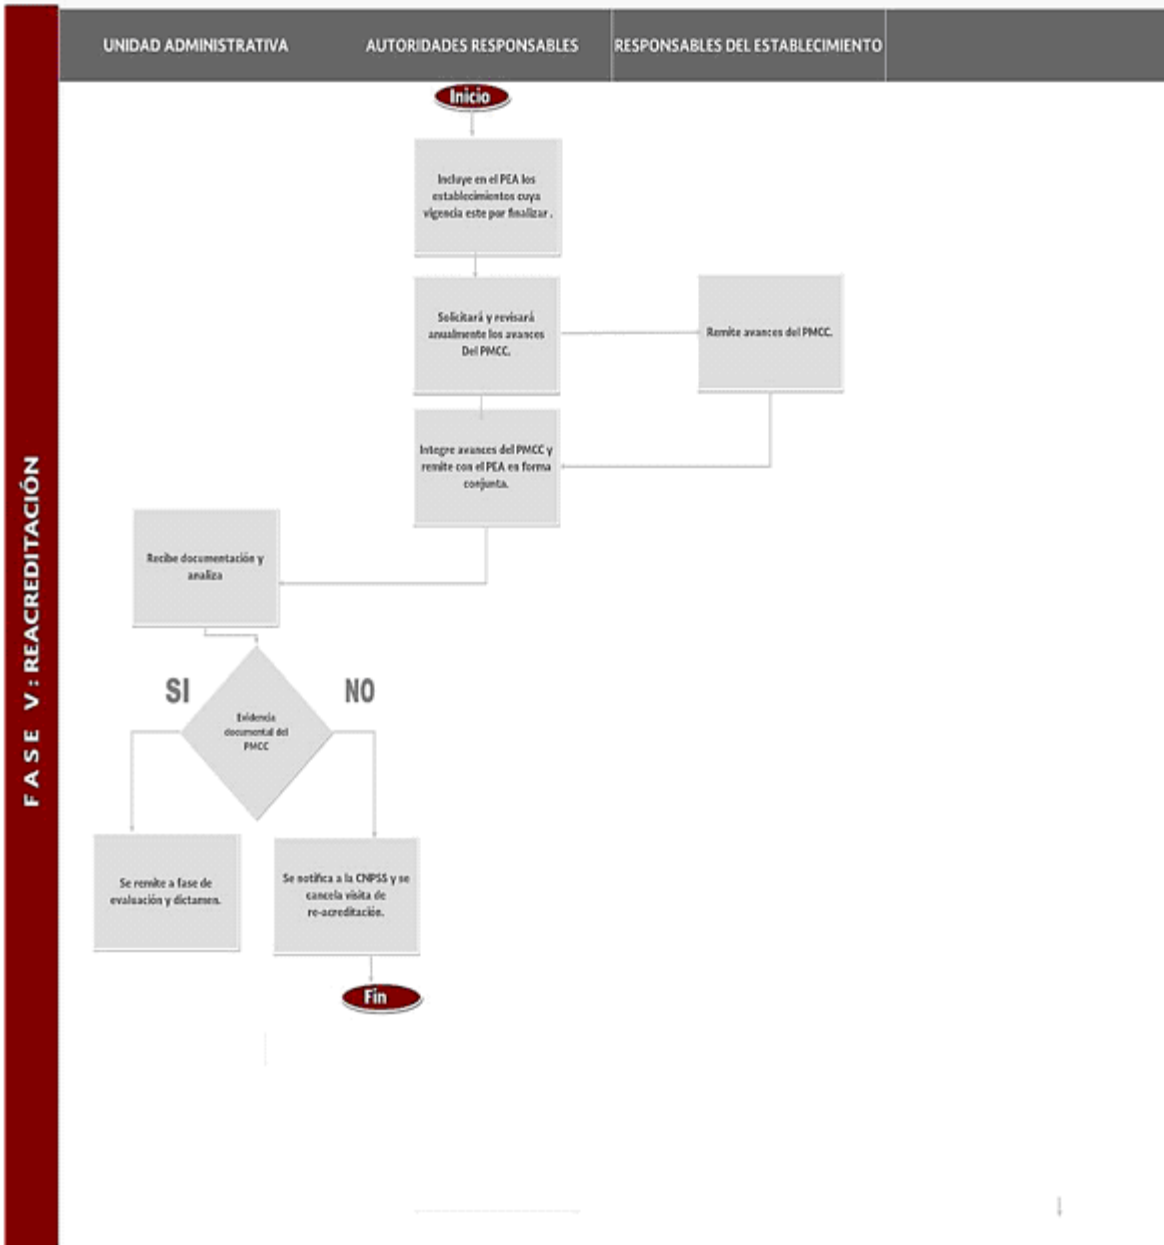 UNIDAD ADMINISTRATIVA
AUTORIDADES RESPONSABLES
RESPONSABLES DEL ESTABLECIMIENTO
FASE V: REACREDITACIÓN
Inicio
Incluye en el PEA los
establecimientos cuya
vigencia este por finalizar .
Solicitará y revisará
anualmente los avances
Del PMCC.
Remite avances del PMCC.
Integre avances del PMCC y
remite con el PEA en forma
conjunta.
Recibe documentación y
analiza
SI
NO
Evidencia
documental del
PMCC
Se remite a fase de
evaluación y dictamen.
Se notifica a la CNPSS y se
cancela visita de
re-acreditación.
Fin